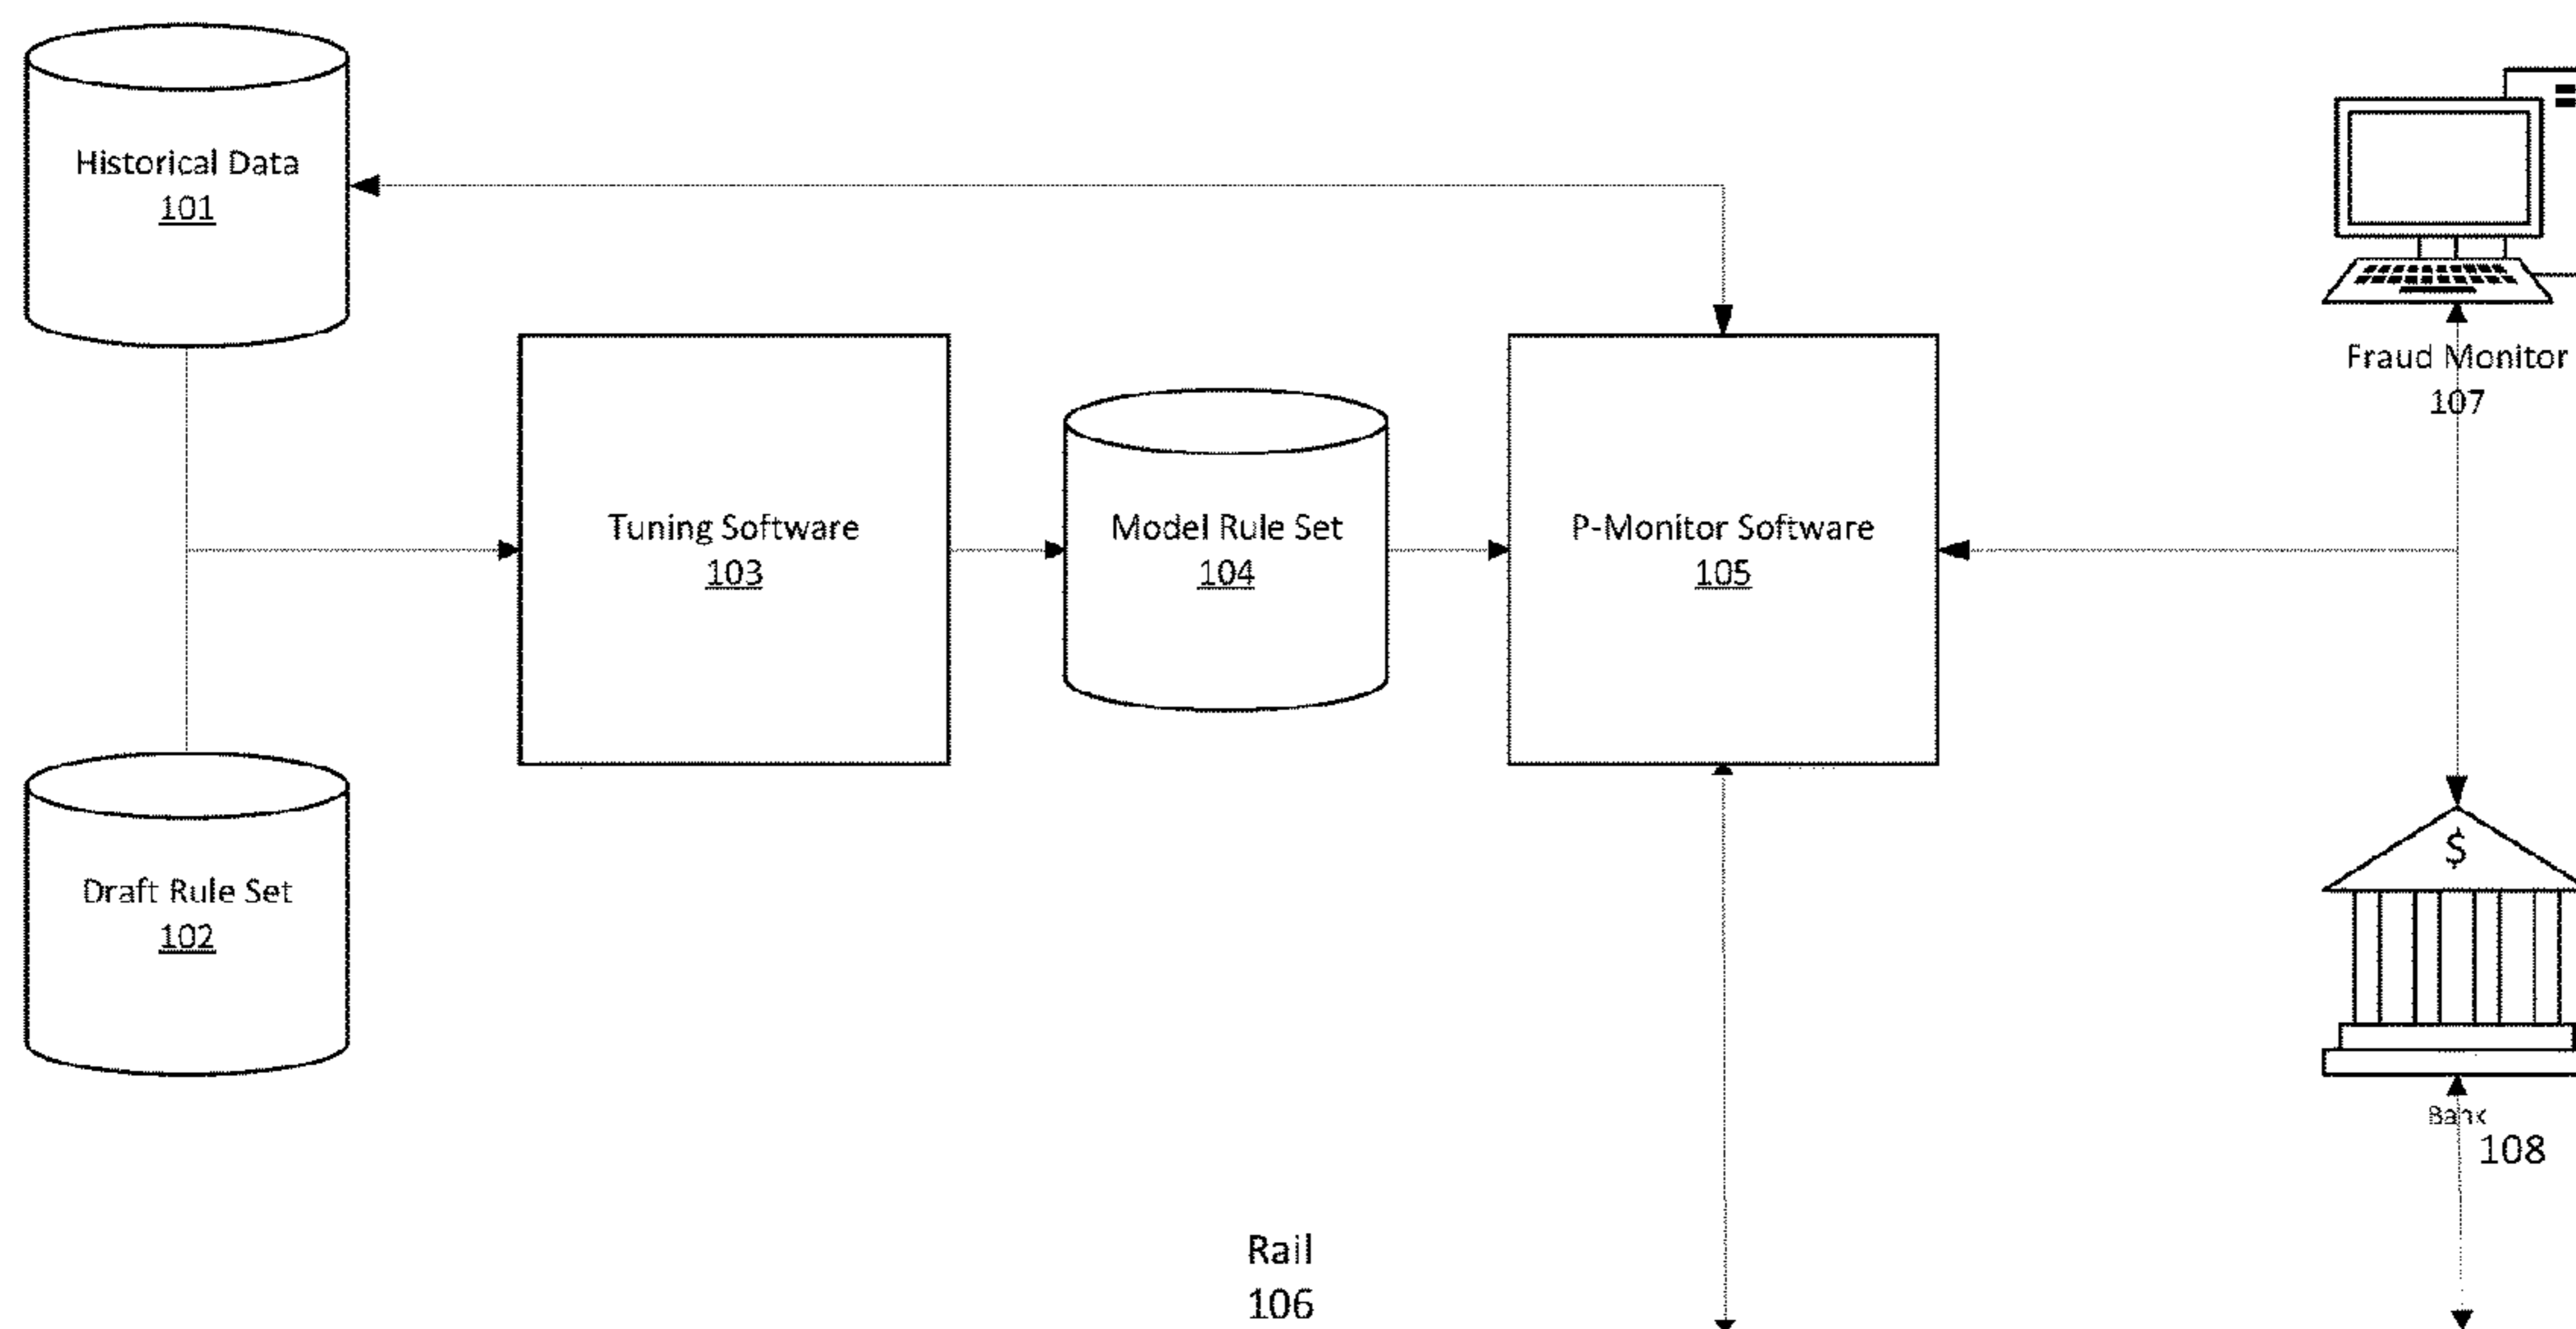 Historical Data
101
Fraud Monitor
107
Tuning Software
103
Model Rule Set
104
P-Monitor Software
105
Draft Rule Set
102
$
Bank
108
Rail
106